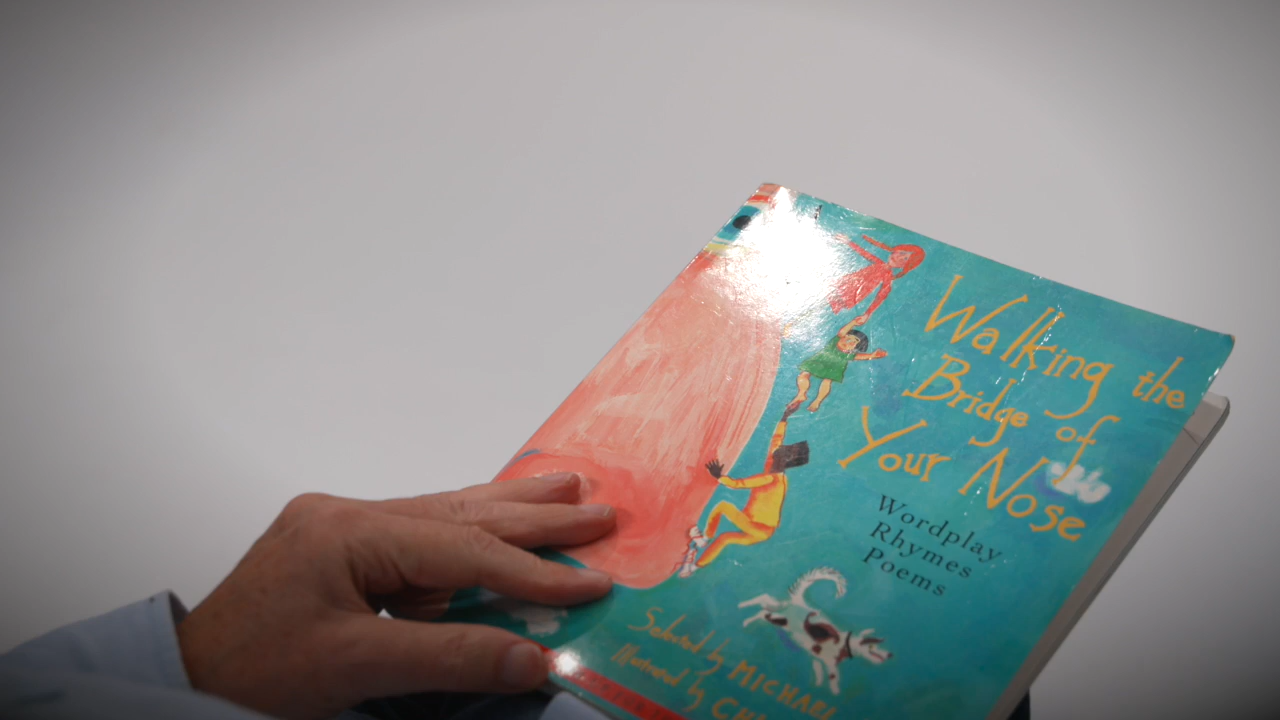 Walking the
Bridge of
Your Nose
Wordplay
Rhymes
Poems
Selected by MICHAEL
Illustrated by